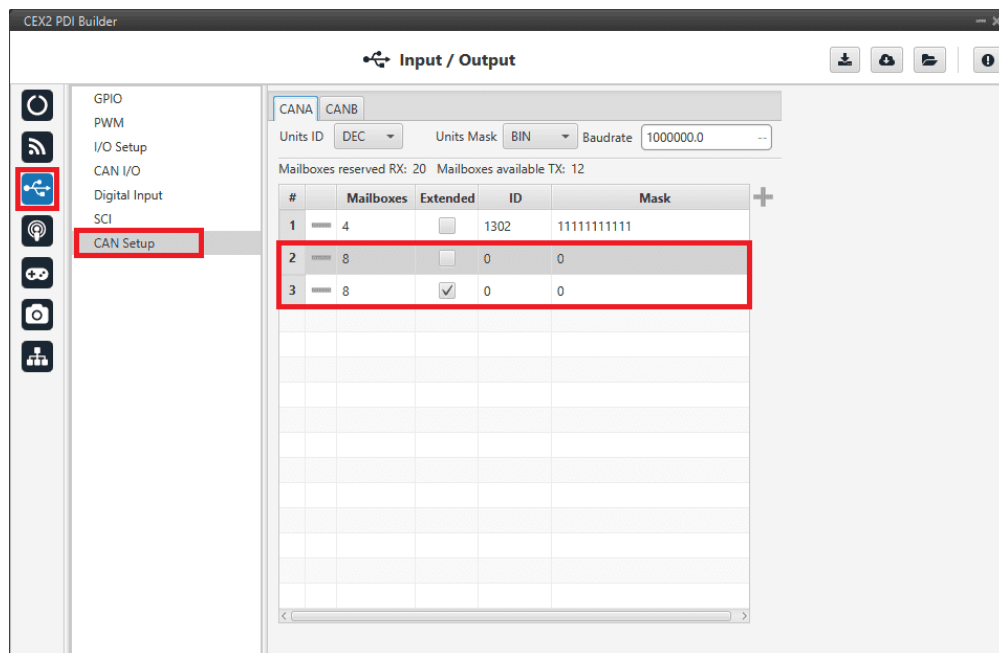 CEX2 PDI Builder
Input / Output
GPIO
PWM
I/O Setup
CAN I/O
Digital Input
SCI
CAN Setup
CANA CANB
Units ID DEC Units Mask BIN Baudrate 1000000.0 --
Mailboxes reserved RX: 20 Mailboxes available TX: 12
# Mailboxes Extended ID Mask
1 4 1302 11111111111
2 8 0 0
3 8 0 0